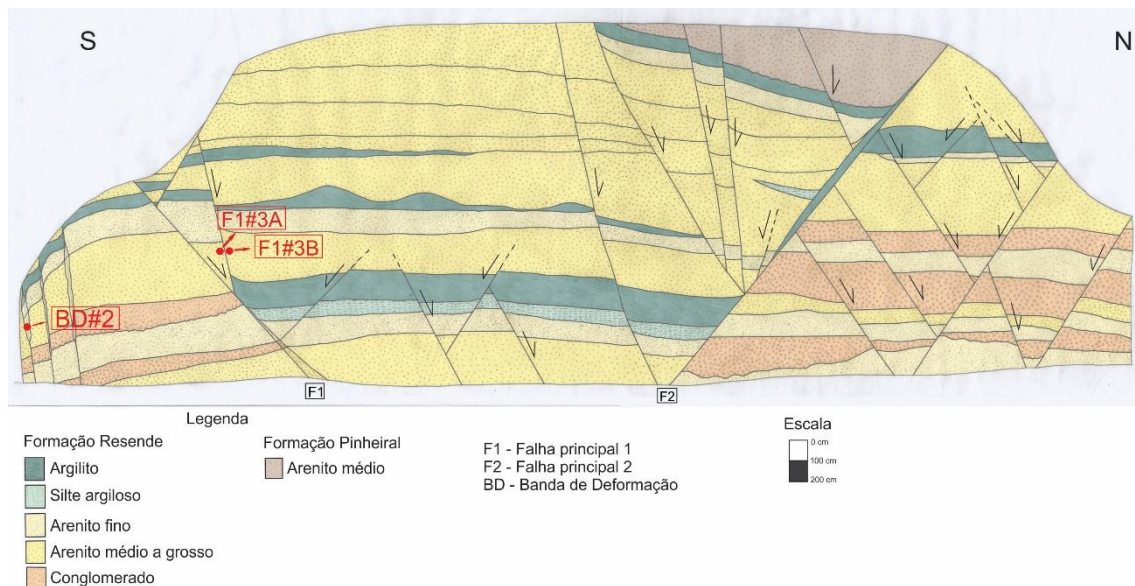 S
N
F1#3A
F1#3B
BD#2
F1
F2
Legenda
Formação Resende
Argilito
Silte argiloso
Arenito fino
Arenito médio a grosso
Conglomerado
Formação Pinheiral
Arenito médio
F1 - Falha principal 1
F2 - Falha principal 2
BD - Banda de Deformação
Escala
0 cm
100 cm
200 cm